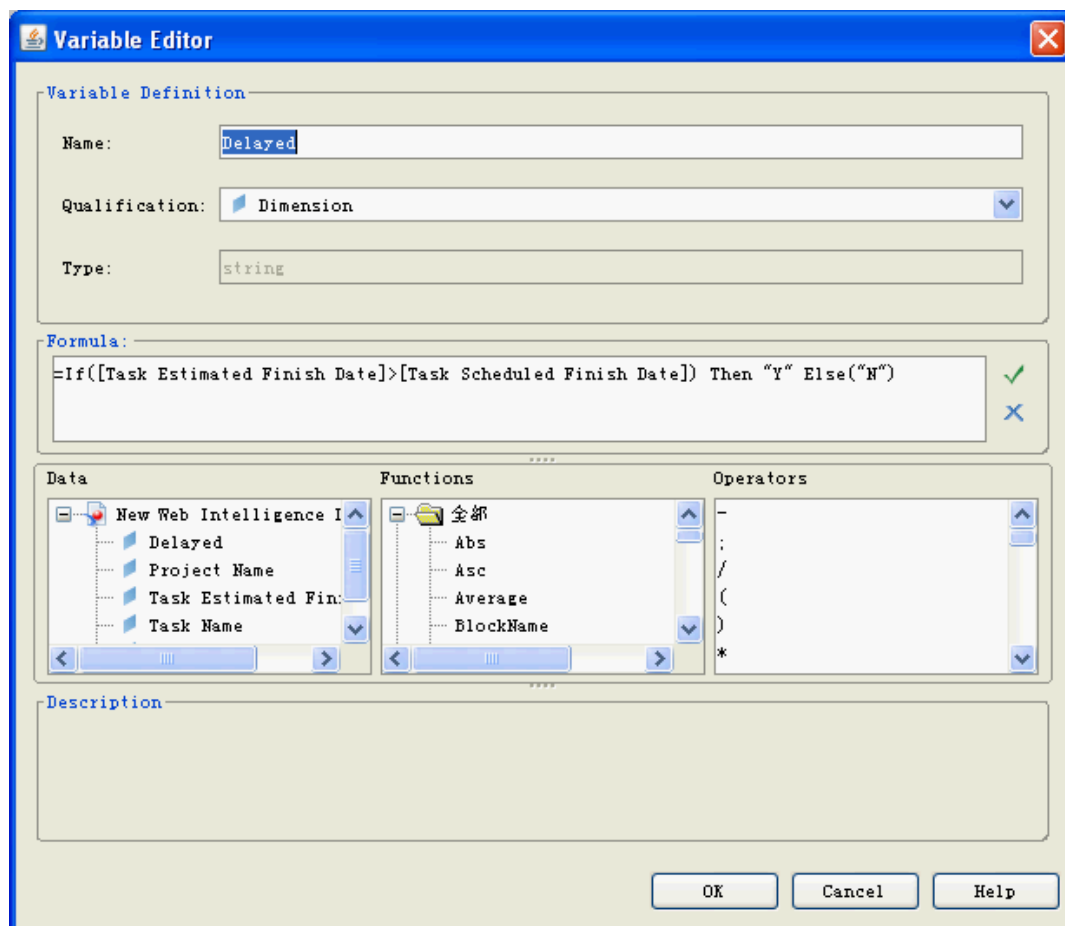 Variable Editor
Variable Definition
Name: Delayed
Qualification: Dimension
Type: string
Formula:
=If([Task Estimated Finish Date]>[Task Scheduled Finish Date]) Then "Y" Else("N")
Data Functions Operators
New Web Intelligence 全部 -
Delayed Abs ;
Project Name Asc /
Task Estimated Fin Average (
Task Name BlockName )
*
Description
OK Cancel Help